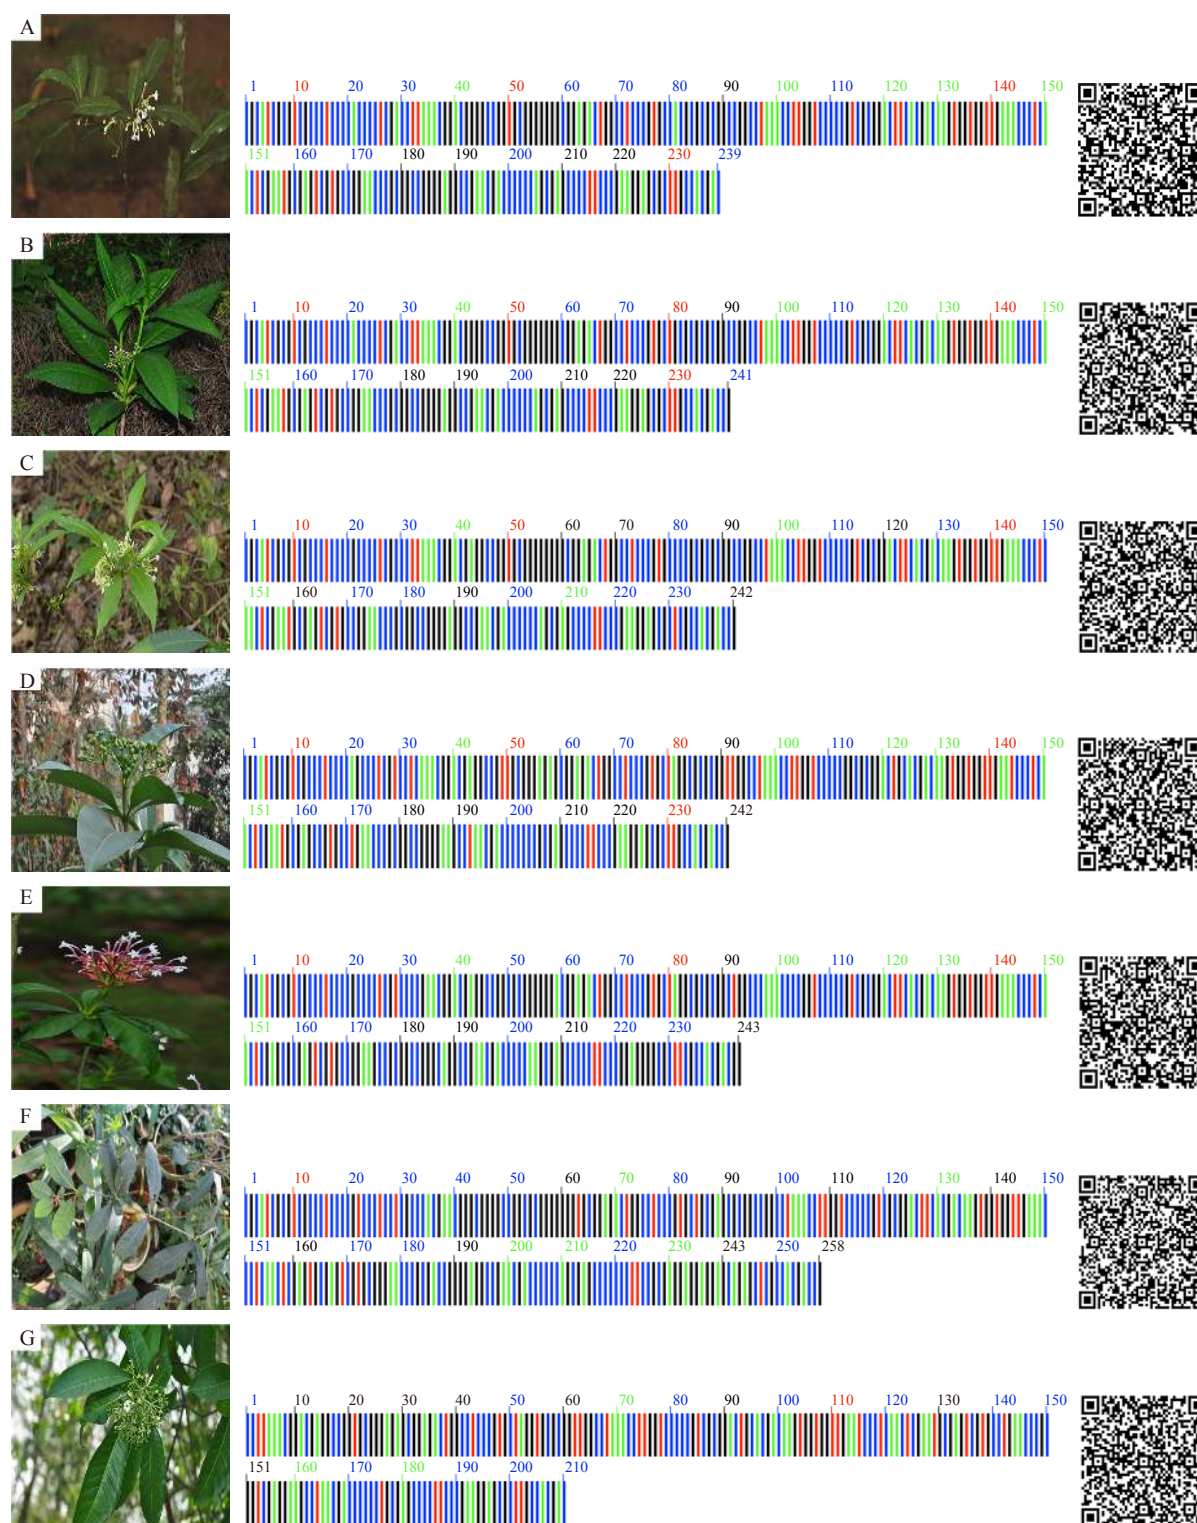 A
1 10 20 30 40 50 60 70 80 90 100 110 120 130 140 150
151 160 170 180 190 200 210 220 230 239
B
1 10 20 30 40 50 60 70 80 90 100 110 120 130 140 150
151 160 170 180 190 200 210 220 230 241
C
1 10 20 30 40 50 60 70 80 90 100 110 120 130 140 150
151 160 170 180 190 200 210 220 230 242
D
1 10 20 30 40 50 60 70 80 90 100 110 120 130 140 150
151 160 170 180 190 200 210 220 230 242
E
1 10 20 30 40 50 60 70 80 90 100 110 120 130 140 150
151 160 170 180 190 200 210 220 230 243
F
1 10 20 30 40 50 60 70 80 90 100 110 120 130 140 150
151 160 170 180 190 200 210 220 230 243 250 258
G
1 10 20 30 40 50 60 70 80 90 100 110 120 130 140 150
151 160 170 180 190 200 210